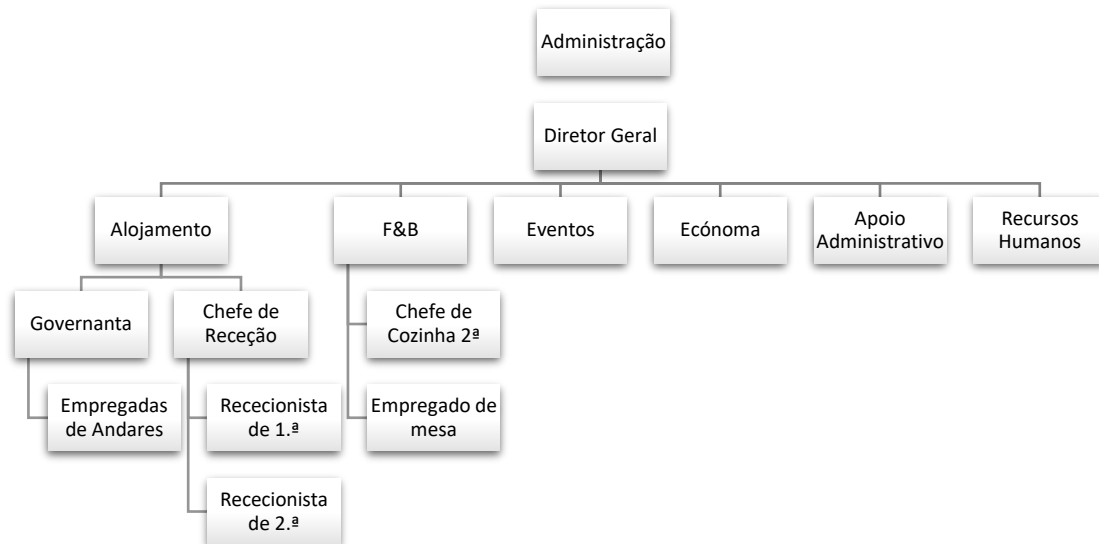 Administração
Diretor Geral
Alojamento
F&B
Eventos
Ecónoma
Apoio
Administrativo
Recursos
Humanos
Governanta
Chefe de
Receção
Chefe de
Cozinha 2ª
Empregadas
de Andares
Rececionista
de 1.ª
Empregado de
mesa
Rececionista
de 2.ª